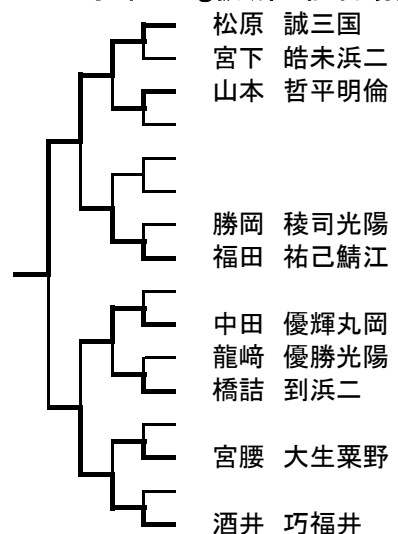 松原 誠三国
宮下 皓未浜二
山本 哲平明倫
勝岡 稜司光陽
福田 祐己鯖江
中田 優輝丸岡
龍﨑 優勝光陽
橋詰 到浜二
宮腰 大生粟野
酒井 巧福井